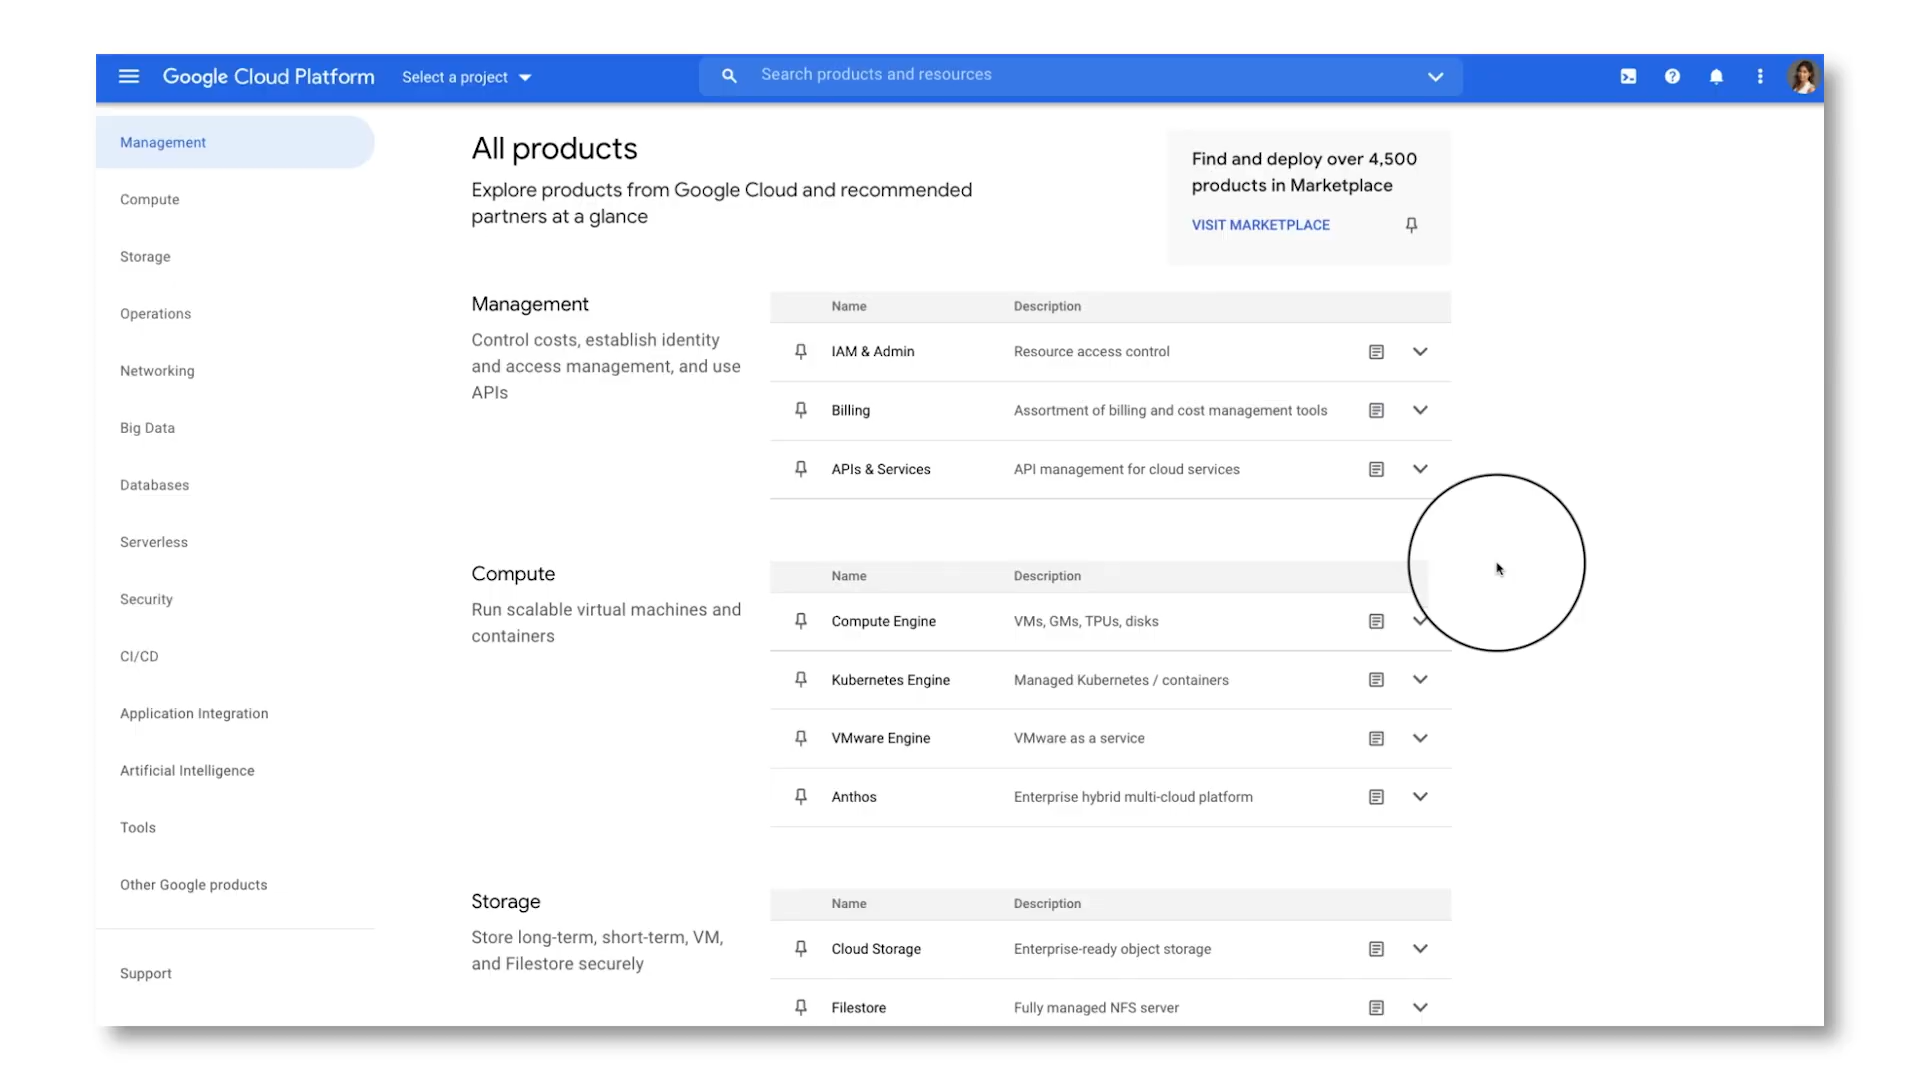 Google Cloud Platform
Select a project
Search products and resources
Management
Compute
Storage
Operations
Networking
Big Data
Databases
Serverless
Security
CI/CD
Application Integration
Artificial Intelligence
Tools
Other Google products
Support
All products
Explore products from Google Cloud and recommended
partners at a glance
Find and deploy over 4,500
products in Marketplace
VISIT MARKETPLACE
Management
Control costs, establish identity
and access management, and use
APIs
Name Description
IAM & Admin Resource access control
Billing Assortment of billing and cost management tools
APIs & Services API management for cloud services
Compute
Run scalable virtual machines and
containers
Name Description
Compute Engine VMs, GMs, TPUs, disks
Kubernetes Engine Managed Kubernetes / containers
VMware Engine VMware as a service
Anthos Enterprise hybrid multi-cloud platform
Storage
Store long-term, short-term, VM,
and Filestore securely
Name Description
Cloud Storage Enterprise-ready object storage
Filestore Fully managed NFS server